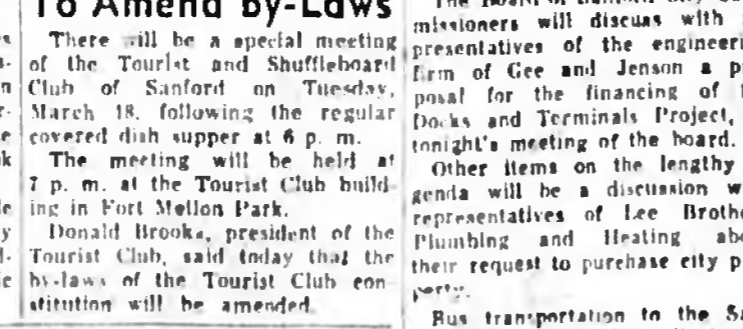 To Amend By-Laws
There will be a special meeting
of the Tourist and Shuffleboard
Club of Sanford on Tuesday,
March 18, following the regular
covered dish supper at 6 p. m.
The meeting will be held at
7 p. m. at the Tourist Club build
ing in Fort Mellon Park.
Donald Brooks, president of the
Tourist Club, said today that the
by-laws of the Tourist Club con
stitution will be amended.
missioners will discuss with
presentatives of the engineeri
firm of Gee and Jenson a p
posal for the financing of
Docks and Terminals Project,
tonight's meeting of the board.
Other items on the lengthy
genda will be a discussion w
representatives of Lee Brothe
Plumbing and Heating abo
their request to purchase city p
perty.
Bus transportation to the Sa